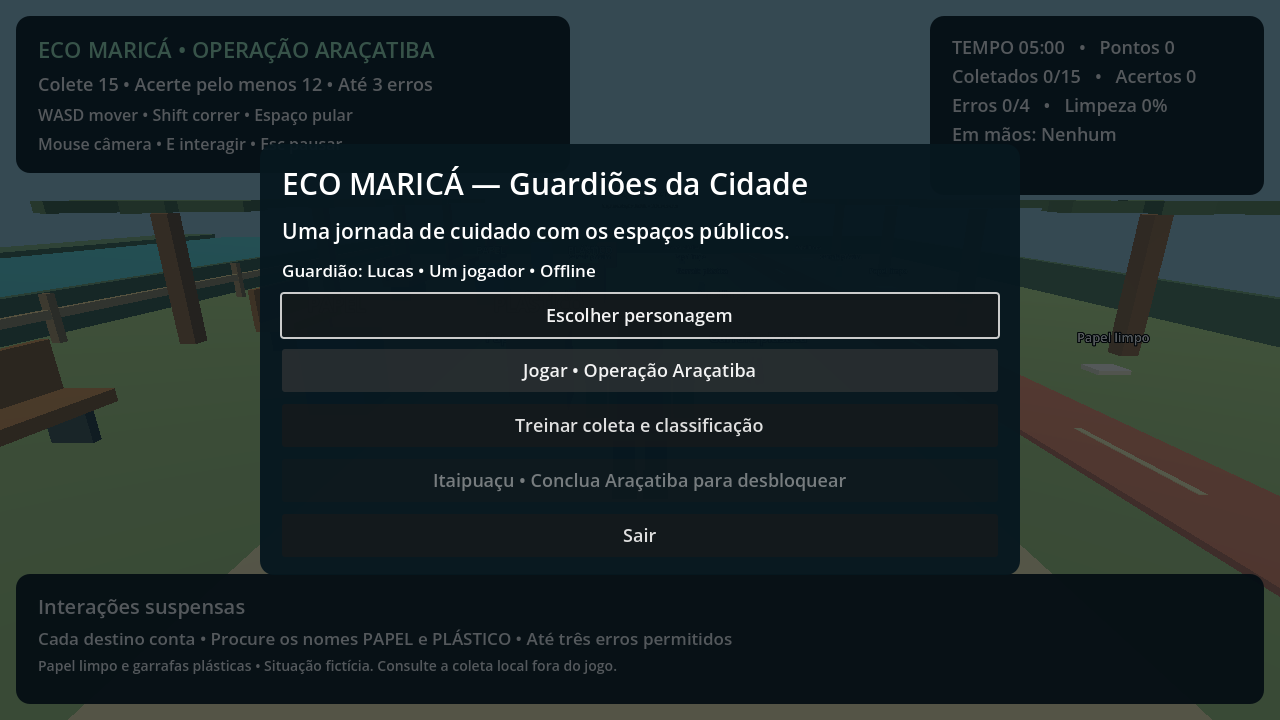 ECO MARICÁ • OPERAÇÃO ARAÇATIBA
Colete 15 • Acerte pelo menos 12 • Até 3 erros
WASD mover • Shift correr • Espaço pular
Mouse câmera • E interagir • Esc pausar
TEMPO 05:00 • Pontos 0
Coletados 0/15 • Acertos 0
Erros 0/4 • Limpeza 0%
Em mãos: Nenhum
ECO MARICÁ — Guardiões da Cidade
Uma jornada de cuidado com os espaços públicos.
Guardião: Lucas • Um jogador • Offline
Escolher personagem
Jogar • Operação Araçatiba
Treinar coleta e classificação
Itaipuaçu • Conclua Araçatiba para desbloquear
Sair
Papel limpo
Interações suspensas
Cada destino conta • Procure os nomes PAPEL e PLÁSTICO • Até três erros permitidos
Papel limpo e garrafas plásticas • Situação fictícia. Consulte a coleta local fora do jogo.